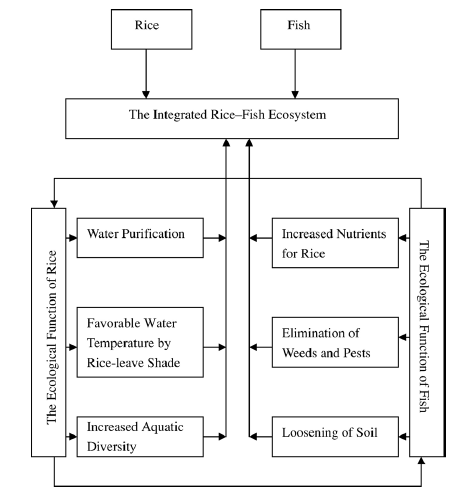 Rice
Fish
The Integrated Rice–Fish Ecosystem
The Ecological Function of Rice
Water Purification
Favorable Water
Temperature by
Rice-leave Shade
Increased Aquatic
Diversity
Increased Nutrients
for Rice
Elimination of
Weeds and Pests
Loosening of Soil
The Ecological Function of Fish